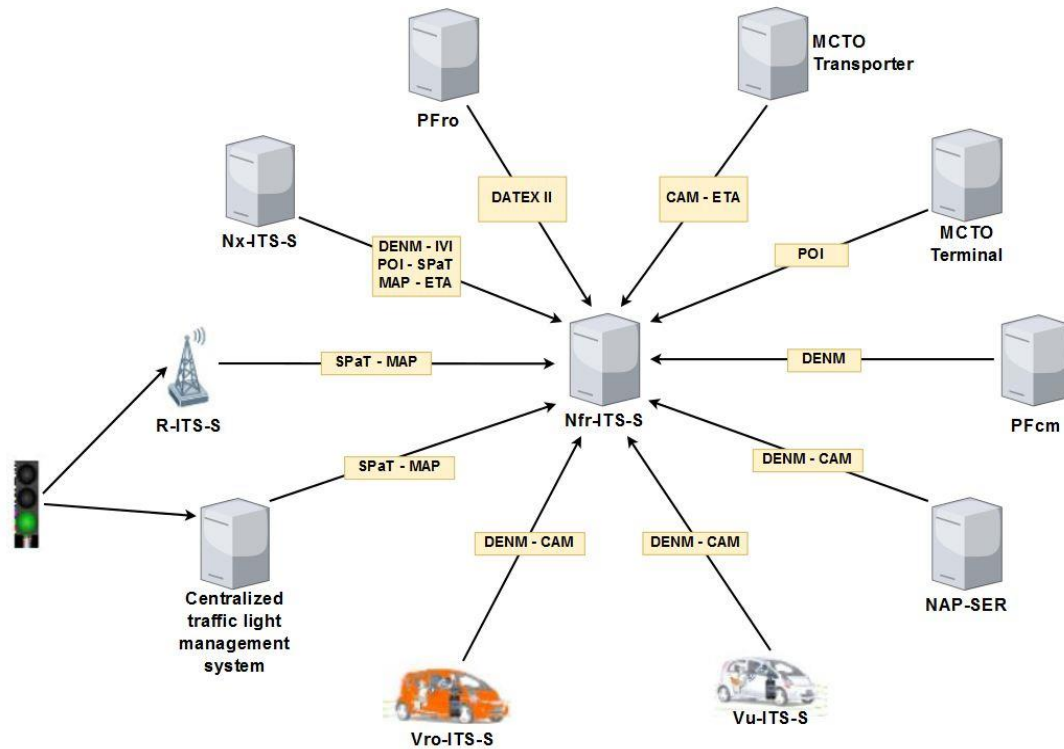 MCTO
Transporter
PFro
DATEX II
CAM - ETA
Nx-ITS-S
MCTO
Terminal
DENM - IVI
POI - SPaT
MAP - ETA
POI
SPaT - MAP
DENM
R-ITS-S
Nfr-ITS-S
PFcm
SPaT - MAP
DENM - CAM
DENM - CAM
DENM - CAM
Centralized
traffic light
management
system
NAP-SER
Vro-ITS-S
Vu-ITS-S